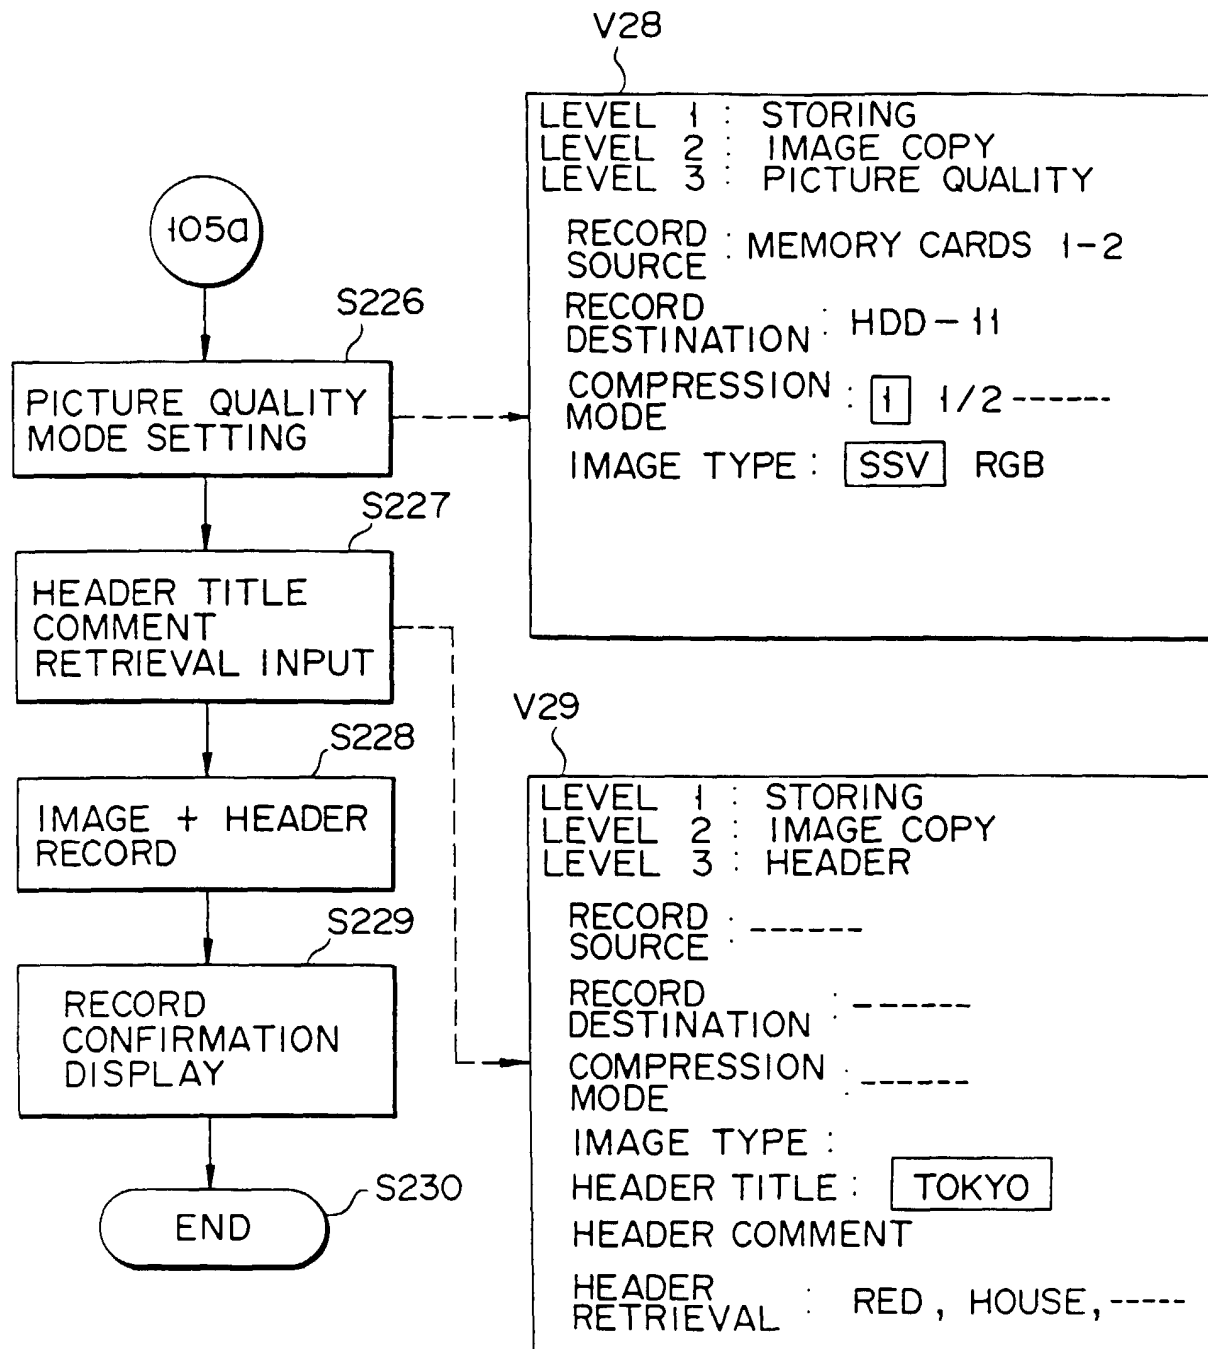 105a
S226
PICTURE QUALITY
MODE SETTING
S227
HEADER TITLE
COMMENT
RETRIEVAL INPUT
S228
IMAGE + HEADER
RECORD
S229
RECORD
CONFIRMATION
DISPLAY
S230
END
V28
LEVEL 1 : STORING
LEVEL 2 : IMAGE COPY
LEVEL 3 : PICTURE QUALITY
RECORD
SOURCE : MEMORY CARDS 1-2
RECORD
DESTINATION : HDD-11
COMPRESSION
MODE : 1 1/2 ------
IMAGE TYPE : SSV RGB
V29
LEVEL 1 : STORING
LEVEL 2 : IMAGE COPY
LEVEL 3 : HEADER
RECORD
SOURCE : ------
RECORD
DESTINATION : ------
COMPRESSION
MODE : ------
IMAGE TYPE :
HEADER TITLE : TOKYO
HEADER COMMENT
HEADER
RETRIEVAL : RED, HOUSE, -----